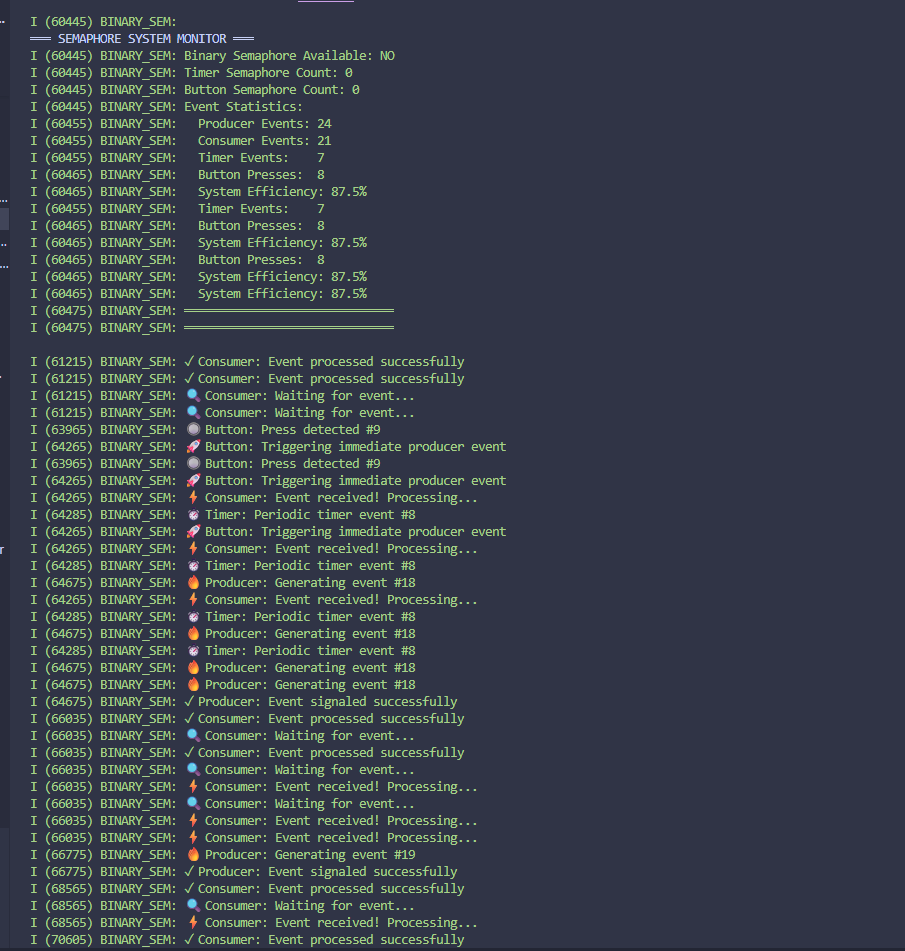 I (60445) BINARY_SEM:
═══ SEMAPHORE SYSTEM MONITOR ═══
I (60445) BINARY_SEM: Binary Semaphore Available: NO
I (60445) BINARY_SEM: Timer Semaphore Count: 0
I (60445) BINARY_SEM: Button Semaphore Count: 0
I (60445) BINARY_SEM: Event Statistics:
I (60455) BINARY_SEM:   Producer Events: 24
I (60455) BINARY_SEM:   Consumer Events: 21
I (60455) BINARY_SEM:   Timer Events:    7
I (60465) BINARY_SEM:   Button Presses:  8
I (60465) BINARY_SEM:   System Efficiency: 87.5%
I (60455) BINARY_SEM:   Timer Events:    7
I (60465) BINARY_SEM:   Button Presses:  8
I (60465) BINARY_SEM:   System Efficiency: 87.5%
I (60465) BINARY_SEM:   Button Presses:  8
I (60465) BINARY_SEM:   System Efficiency: 87.5%
I (60465) BINARY_SEM:   System Efficiency: 87.5%
I (60475) BINARY_SEM: ══════════════════════════════
I (60475) BINARY_SEM: ══════════════════════════════
I (61215) BINARY_SEM: ✓ Consumer: Event processed successfully
I (61215) BINARY_SEM: ✓ Consumer: Event processed successfully
I (61215) BINARY_SEM: 🔍 Consumer: Waiting for event...
I (61215) BINARY_SEM: 🔍 Consumer: Waiting for event...
I (63965) BINARY_SEM: 🔘 Button: Press detected #9
I (64265) BINARY_SEM: 🚀 Button: Triggering immediate producer event
I (63965) BINARY_SEM: 🔘 Button: Press detected #9
I (64265) BINARY_SEM: 🚀 Button: Triggering immediate producer event
I (64265) BINARY_SEM: ⚡ Consumer: Event received! Processing...
I (64285) BINARY_SEM: ⏰ Timer: Periodic timer event #8
I (64265) BINARY_SEM: 🚀 Button: Triggering immediate producer event
I (64265) BINARY_SEM: ⚡ Consumer: Event received! Processing...
I (64285) BINARY_SEM: ⏰ Timer: Periodic timer event #8
I (64675) BINARY_SEM: 🔥 Producer: Generating event #18
I (64265) BINARY_SEM: ⚡ Consumer: Event received! Processing...
I (64285) BINARY_SEM: ⏰ Timer: Periodic timer event #8
I (64675) BINARY_SEM: 🔥 Producer: Generating event #18
I (64285) BINARY_SEM: ⏰ Timer: Periodic timer event #8
I (64675) BINARY_SEM: 🔥 Producer: Generating event #18
I (64675) BINARY_SEM: 🔥 Producer: Generating event #18
I (64675) BINARY_SEM: ✓ Producer: Event signaled successfully
I (66035) BINARY_SEM: ✓ Consumer: Event processed successfully
I (66035) BINARY_SEM: 🔍 Consumer: Waiting for event...
I (66035) BINARY_SEM: ✓ Consumer: Event processed successfully
I (66035) BINARY_SEM: 🔍 Consumer: Waiting for event...
I (66035) BINARY_SEM: ⚡ Consumer: Event received! Processing...
I (66035) BINARY_SEM: 🔍 Consumer: Waiting for event...
I (66035) BINARY_SEM: ⚡ Consumer: Event received! Processing...
I (66035) BINARY_SEM: ⚡ Consumer: Event received! Processing...
I (66775) BINARY_SEM: 🔥 Producer: Generating event #19
I (66775) BINARY_SEM: ✓ Producer: Event signaled successfully
I (68565) BINARY_SEM: ✓ Consumer: Event processed successfully
I (68565) BINARY_SEM: 🔍 Consumer: Waiting for event...
I (68565) BINARY_SEM: ⚡ Consumer: Event received! Processing...
I (70605) BINARY_SEM: ✓ Consumer: Event processed successfully